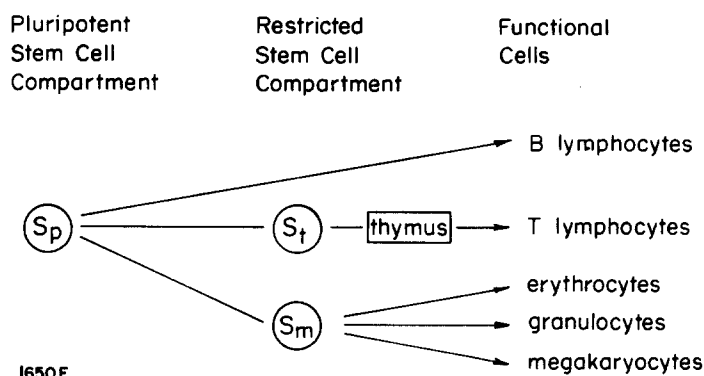 Pluripotent
Stem Cell
Compartment
Restricted
Stem Cell
Compartment
Functional
Cells
B lymphocytes
Sp
St
thymus
T lymphocytes
erythrocytes
Sm
granulocytes
megakaryocytes
1650F